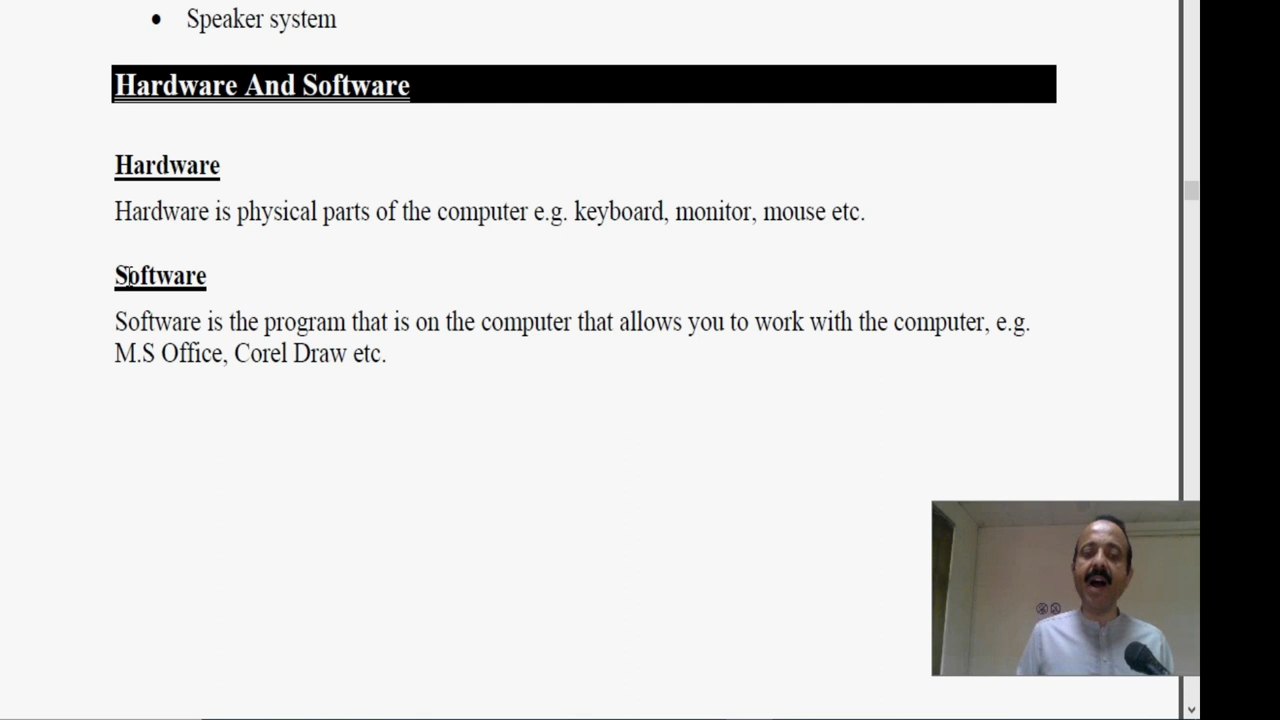 Speaker system
Hardware And Software
Hardware
Hardware is physical parts of the computer e.g. keyboard, monitor, mouse etc.
Software
Software is the program that is on the computer that allows you to work with the computer, e.g.
M.S Office, Corel Draw etc.